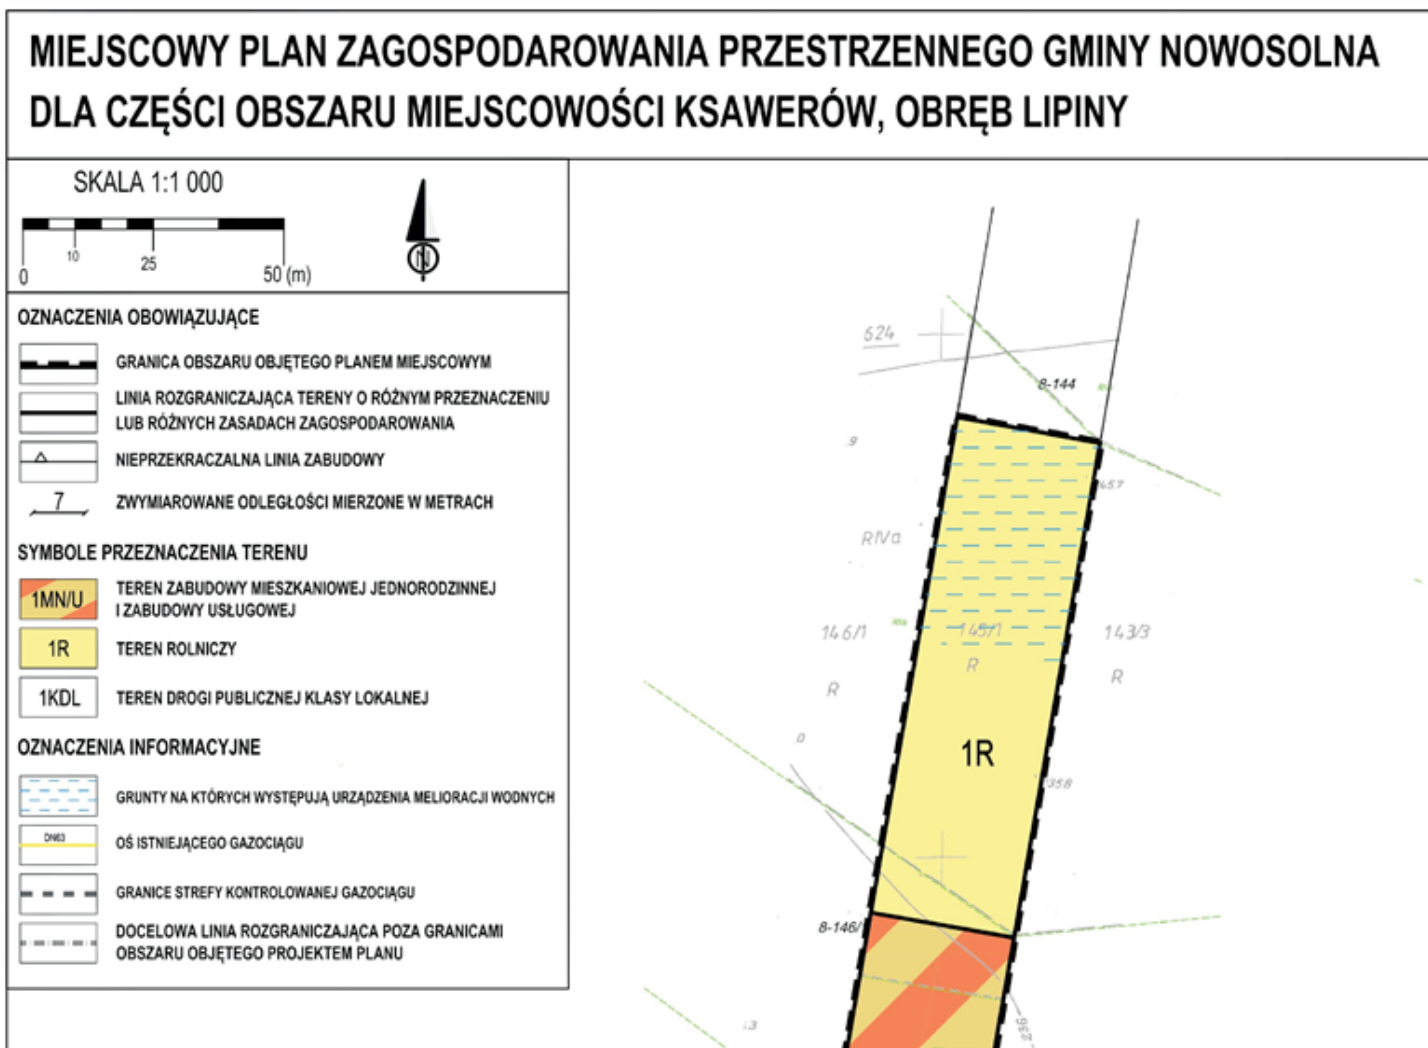 MIEJSCOWY PLAN ZAGOSPODAROWANIA PRZESTRZENNEGO GMINY NOWOSOLNA
DLA CZĘŚCI OBSZARU MIEJSCOWOŚCI KSAWERÓW, OBRĘB LIPINY
SKALA 1:1 000
0
10
25
50 (m)
N
OZNACZENIA OBOWIĄZUJĄCE
GRANICA OBSZARU OBJĘTEGO PLANEM MIEJSCOWYM
LINIA ROZGRANICZAJĄCA TERENY O RÓŻNYM PRZEZNACZENIU
LUB RÓŻNYCH ZASADACH ZAGOSPODAROWANIA
NIEPRZEKRACZALNA LINIA ZABUDOWY
7
ZWYMIAROWANE ODLEGŁOŚCI MIERZONE W METRACH
SYMBOLE PRZEZNACZENIA TERENU
1MN/U
TEREN ZABUDOWY MIESZKANIOWEJ JEDNORODZINNEJ
I ZABUDOWY USŁUGOWEJ
1R
TEREN ROLNICZY
1KDL
TEREN DROGI PUBLICZNEJ KLASY LOKALNEJ
OZNACZENIA INFORMACYJNE
GRUNTY NA KTÓRYCH WYSTĘPUJĄ URZĄDZENIA MELIORACJI WODNYCH
DN63
OŚ ISTNIEJĄCEGO GAZOCIĄGU
GRANICE STREFY KONTROLOWANEJ GAZOCIĄGU
DOCELOWA LINIA ROZGRANICZAJĄCA POZA GRANICAMI
OBSZARU OBJĘTEGO PROJEKTEM PLANU
624
8-144
.9
RIVa
146/1
145/1
143/3
R
R
R
1R
.0
8-146/
236